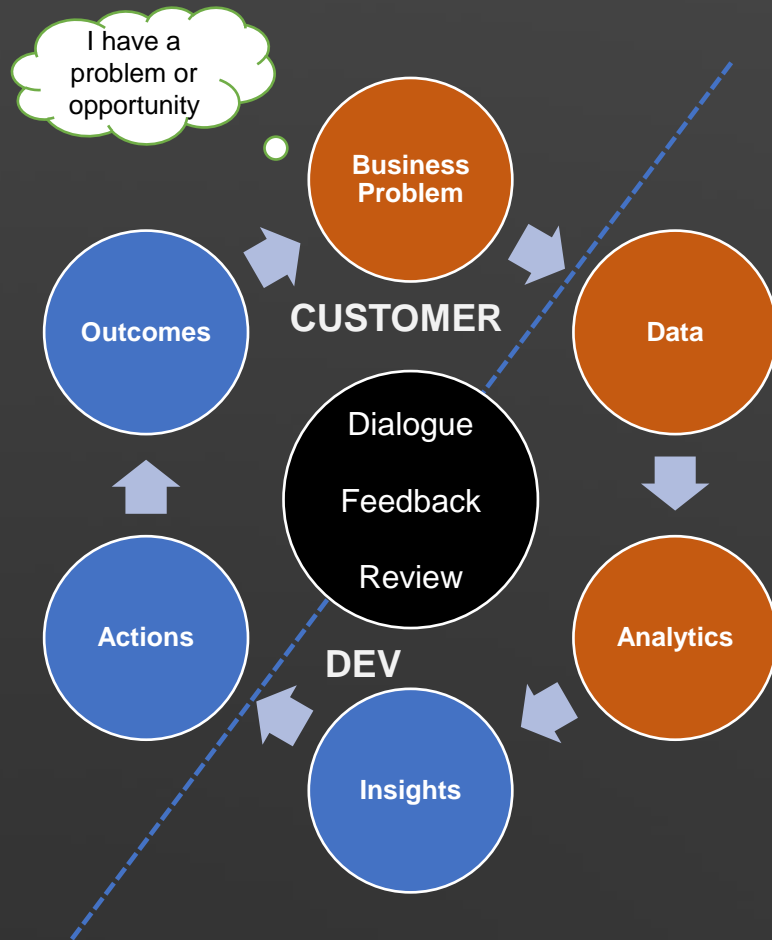 I have a
problem or
opportunity
Business
Problem
Outcomes
CUSTOMER
Data
Dialogue
Feedback
Review
Actions
DEV
Analytics
Insights